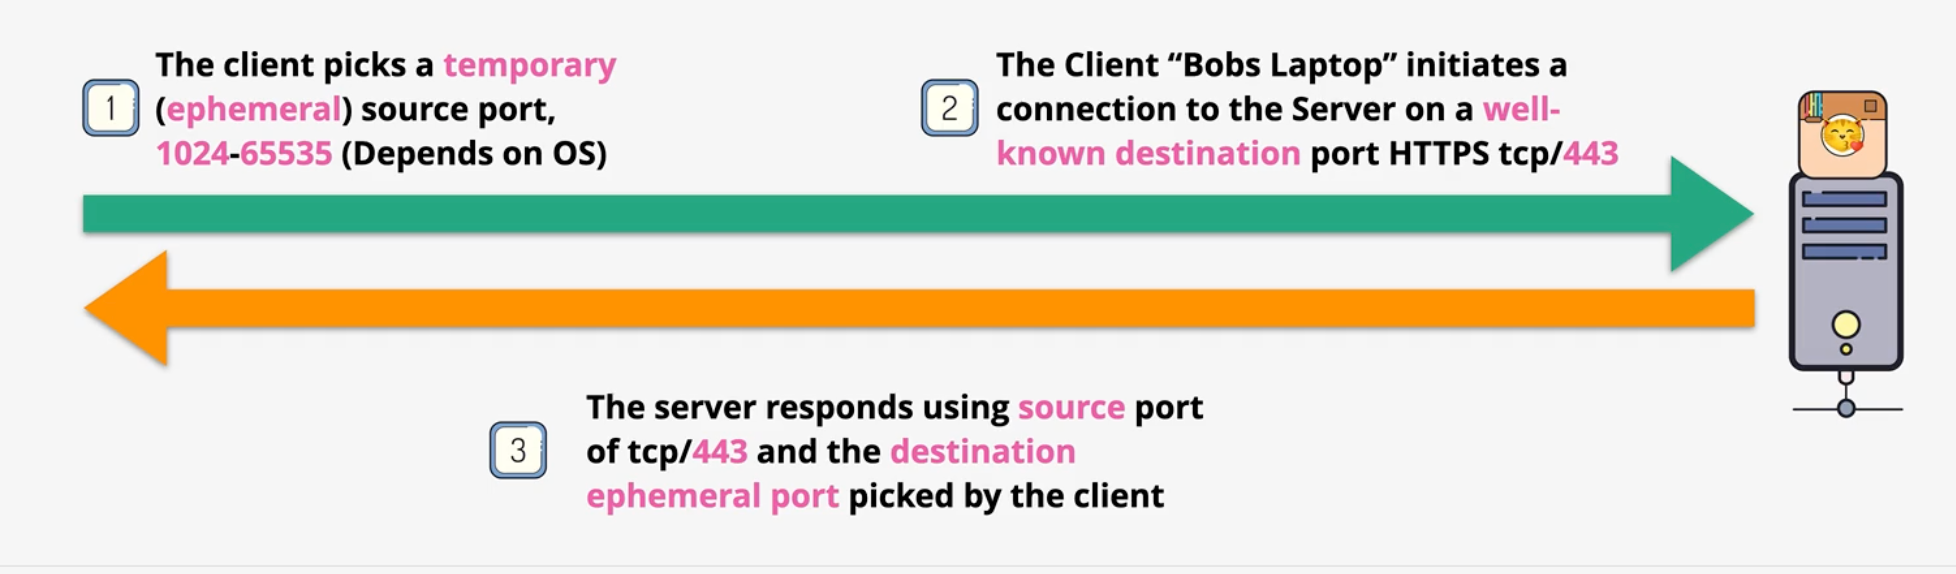 1
The client picks a temporary
(ephemeral) source port,
1024-65535 (Depends on OS)
2
The Client “Bobs Laptop” initiates a
connection to the Server on a well-
known destination port HTTPS tcp/443
3
The server responds using source port
of tcp/443 and the destination
ephemeral port picked by the client